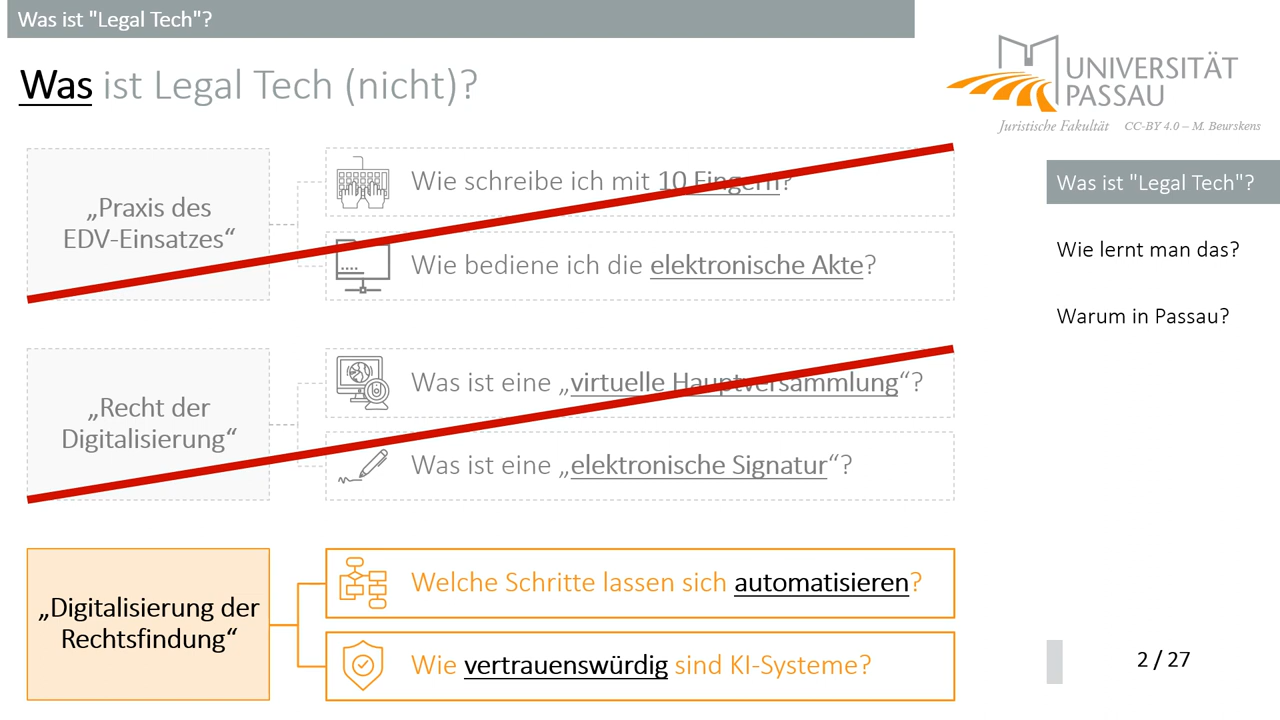 Was ist "Legal Tech"?
Was ist Legal Tech (nicht)?
UNIVERSITÄT
PASSAU
Juristische Fakultät CC-BY 4.0 – M. Beurskens
„Praxis des
EDV-Einsatzes“
Wie schreibe ich mit 10 Fingern?
Wie bediene ich die elektronische Akte?
„Recht der
Digitalisierung“
Was ist eine „virtuelle Hauptversammlung“?
Was ist eine „elektronische Signatur“?
„Digitalisierung der
Rechtsfindung“
Welche Schritte lassen sich automatisieren?
Wie vertrauenswürdig sind KI-Systeme?
Was ist "Legal Tech"?
Wie lernt man das?
Warum in Passau?
2 / 27